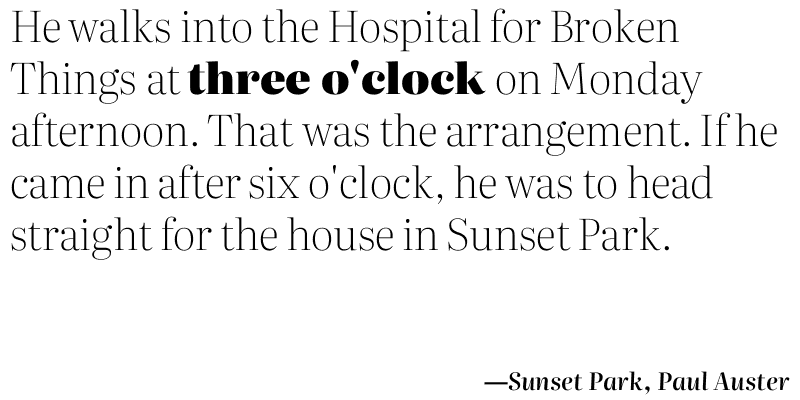 He walks into the Hospital for Broken
Things at three o'clock on Monday
afternoon. That was the arrangement. If he
came in after six o'clock, he was to head
straight for the house in Sunset Park.
—Sunset Park, Paul Auster